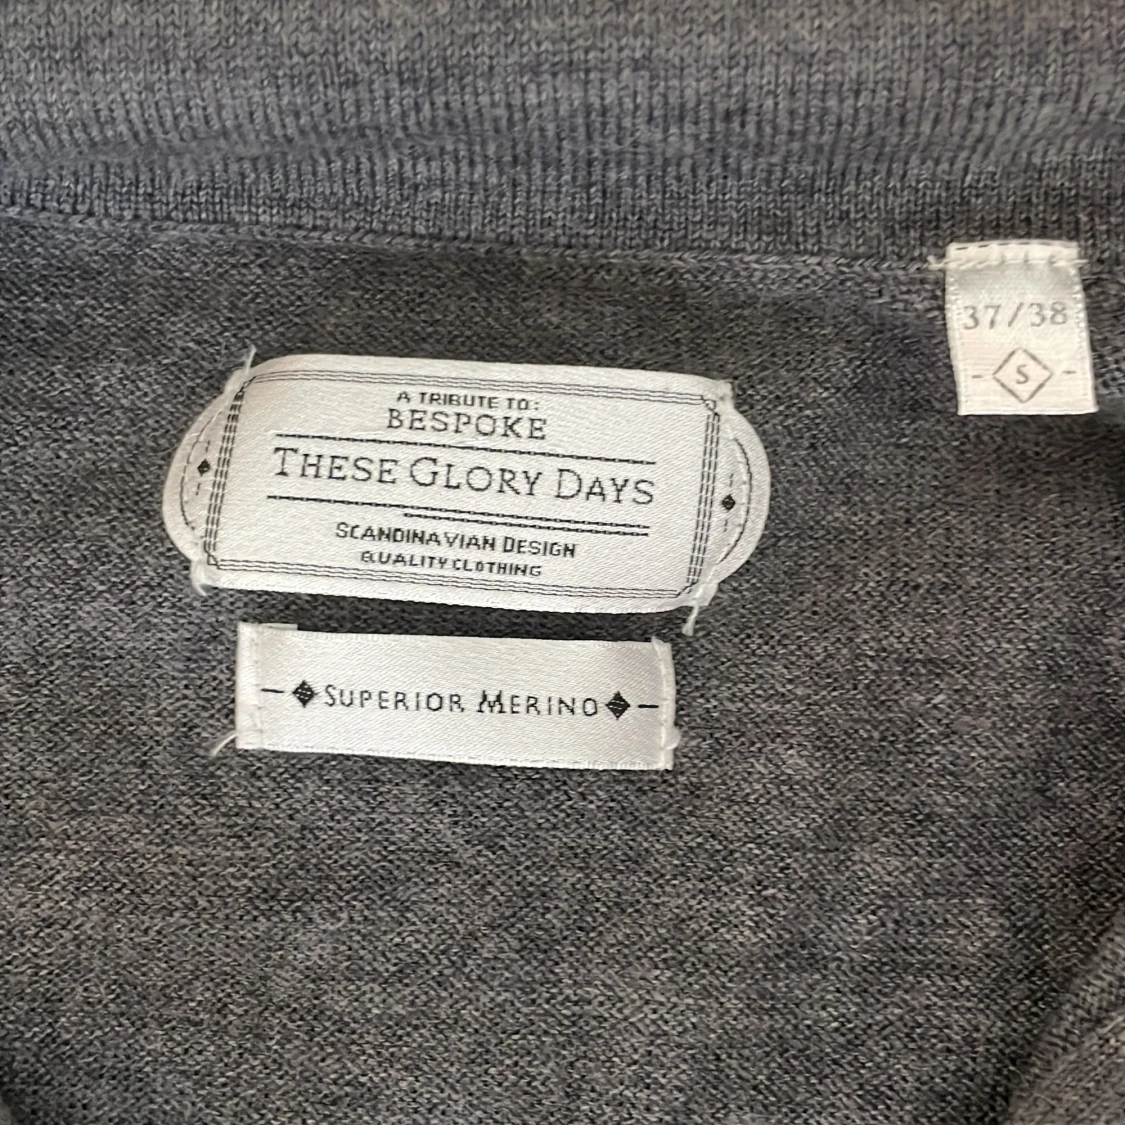 37/38
S
A TRIBUTE TO:
BESPOKE
THESE GLORY DAYS
SCANDINAVIAN DESIGN
QUALITY CLOTHING
SUPERIOR MERINO